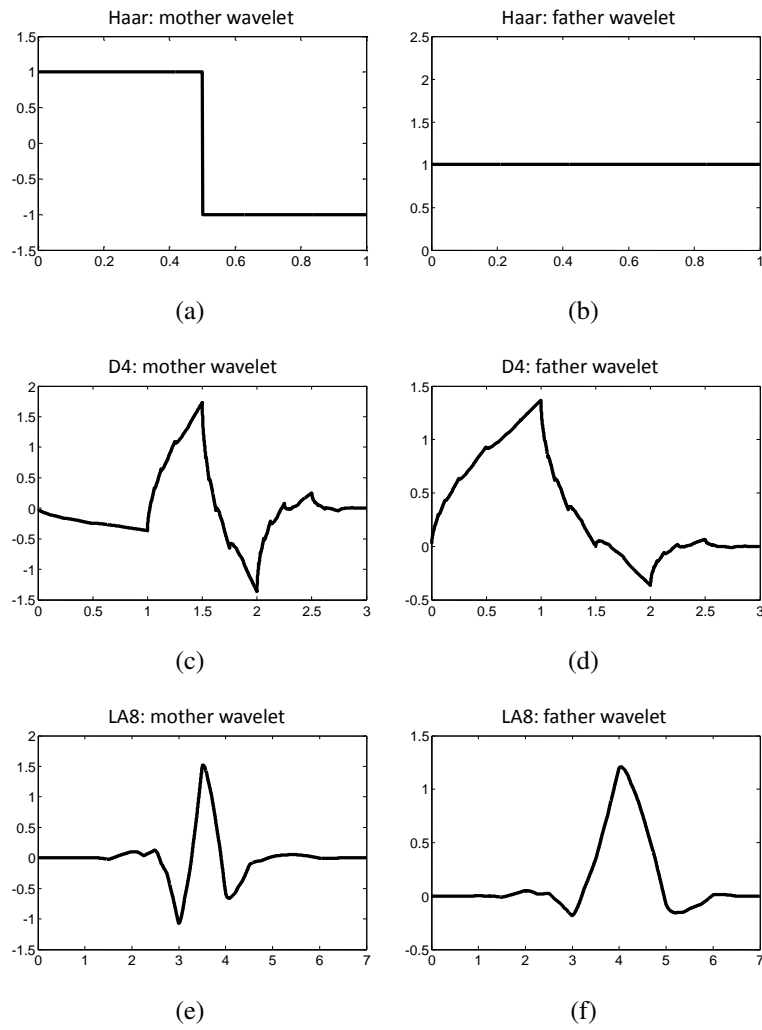 Haar: mother wavelet
1.5
1
0.5
0
-0.5
-1
-1.5
0 0.2 0.4 0.6 0.8 1
(a)
Haar: father wavelet
2.5
2
1.5
1
0.5
0
0 0.2 0.4 0.6 0.8 1
(b)
D4: mother wavelet
2
1.5
1
0.5
0
-0.5
-1
-1.5
0 0.5 1 1.5 2 2.5 3
(c)
D4: father wavelet
1.5
1
0.5
0
-0.5
0 0.5 1 1.5 2 2.5 3
(d)
LA8: mother wavelet
2
1.5
1
0.5
0
-0.5
-1
-1.5
0 1 2 3 4 5 6 7
(e)
LA8: father wavelet
1.5
1
0.5
0
-0.5
0 1 2 3 4 5 6 7
(f)